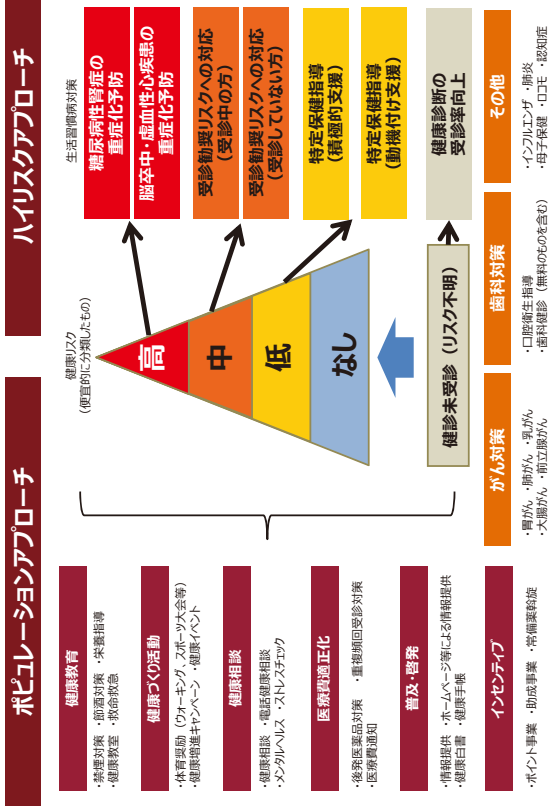 ポピュレーションアプローチ
ハイリスクアプローチ
健康教育
・禁煙対策 ・節酒対策 ・栄養指導
・健康教室 ・救命救急
健康づくり活動
・体育奨励（ウォーキング、スポーツ大会等）
・健康増進キャンペーン ・健康イベント
健康相談
・健康相談 ・電話健康相談
・メンタルヘルス ・ストレスチェック
医療費適正化
・後発医薬品対策 ・重複頻回受診対策
・医療費通知
普及・啓発
・情報提供 ・ホームページ等による情報提供
・健康白書 ・健康手帳
インセンティブ
・ポイント事業 ・助成事業 ・常備薬斡旋
健康リスク
（便宜的に分類したもの）
高
中
低
なし
健診未受診（リスク不明）
生活習慣病対策
糖尿病性腎症の
重症化予防
脳卒中・虚血性心疾患の
重症化予防
受診勧奨リスクへの対応
（受診中の方）
受診勧奨リスクへの対応
（受診していない方）
特定保健指導
（積極的支援）
特定保健指導
（動機付け支援）
健康診断の
受診率向上
がん対策
・胃がん ・肺がん ・乳がん
・大腸がん ・前立腺がん
歯科対策
・口腔衛生指導
・歯科健診（無料のものを含む）
その他
・インフルエンザ ・肺炎
・母子保健 ・ロコモ ・認知症